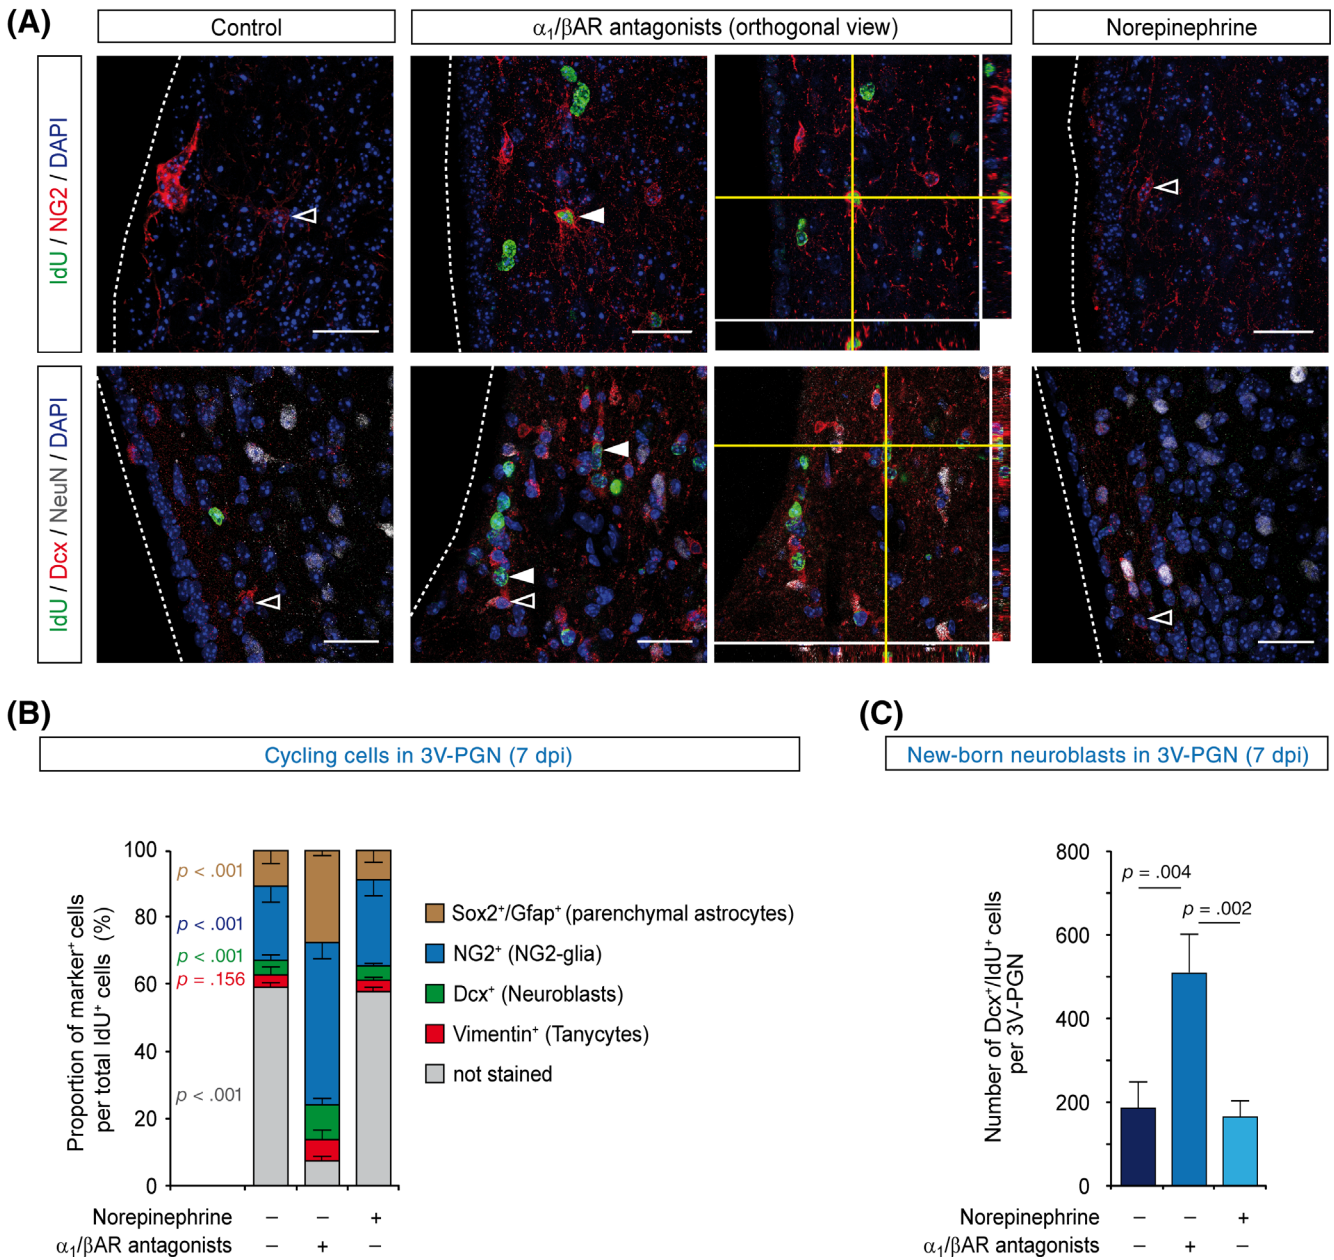 (A)
Control
α₁/βAR antagonists (orthogonal view)
Norepinephrine
IdU / NG2 / DAPI
IdU / Dcx / NeuN / DAPI
(B)
Cycling cells in 3V-PGN (7 dpi)
Proportion of marker⁺ cells
per total IdU⁺ cells (%)
100
80
60
40
20
0
p < .001
p < .001
p < .001
p = .156
p < .001
Sox2⁺/Gfap⁺ (parenchymal astrocytes)
NG2⁺ (NG2-glia)
Dcx⁺ (Neuroblasts)
Vimentin⁺ (Tanycytes)
not stained
Norepinephrine − − +
α₁/βAR antagonists − + −
(C)
New-born neuroblasts in 3V-PGN (7 dpi)
Number of Dcx⁺/IdU⁺ cells
per 3V-PGN
800
600
400
200
0
p = .004
p = .002
Norepinephrine − − +
α₁/βAR antagonists − + −